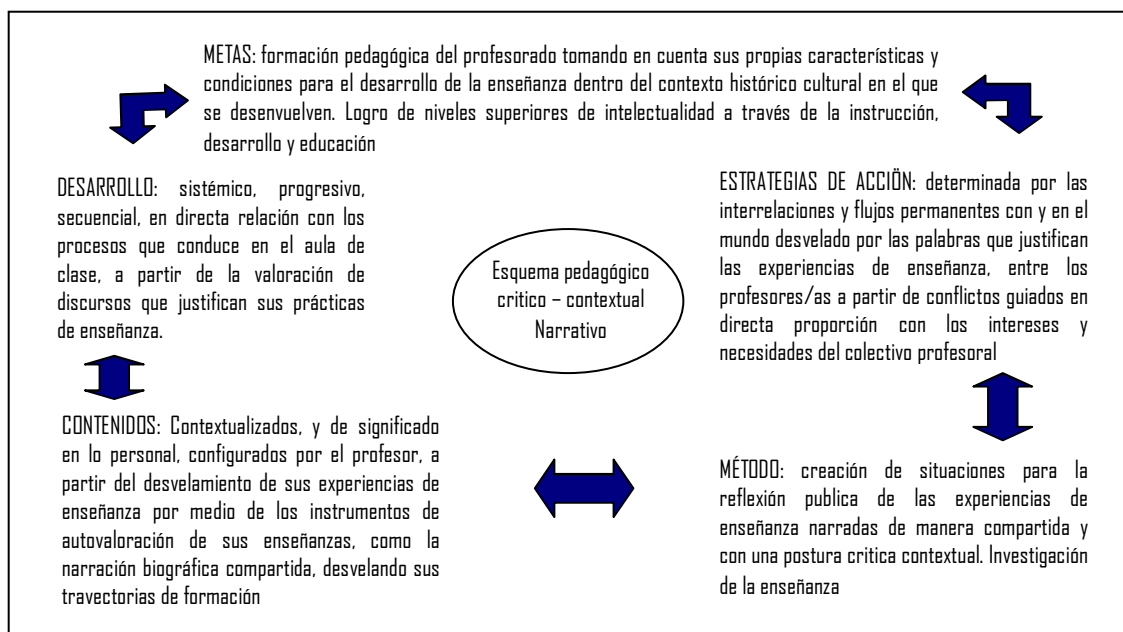 METAS: formación pedagógica del profesorado tomando en cuenta sus propias características y
condiciones para el desarrollo de la enseñanza dentro del contexto histórico cultural en el que
se desenvuelven. Logro de niveles superiores de intelectualidad a través de la instrucción,
desarrollo y educación
DESARROLLO: sistémico, progresivo,
secuencial, en directa relación con los
procesos que conduce en el aula de
clase, a partir de la valoración de
discursos que justifican sus prácticas
de enseñanza.
Esquema pedagógico
critico – contextual
Narrativo
ESTRATEGIAS DE ACCIÖN: determinada por las
interrelaciones y flujos permanentes con y en el
mundo desvelado por las palabras que justifican
las experiencias de enseñanza, entre los
profesores/as a partir de conflictos guiados en
directa proporción con los intereses y
necesidades del colectivo profesoral
CONTENIDOS: Contextualizados, y de significado
en lo personal, configurados por el profesor, a
partir del desvelamiento de sus experiencias de
enseñanza por medio de los instrumentos de
autovaloración de sus enseñanzas, como la
narración biográfica compartida, desvelando sus
trayectorias de formación
MÉTODO: creación de situaciones para la
reflexión publica de las experiencias de
enseñanza narradas de manera compartida y
con una postura critica contextual. Investigación
de la enseñanza